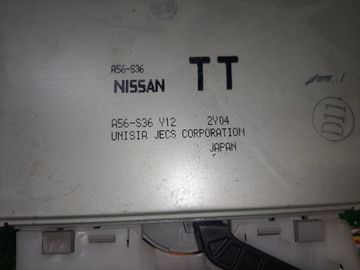 A56-S36
NISSAN TT
A56-S36 Y12 2Y04
UNISIA JECS CORPORATION
JAPAN
D11